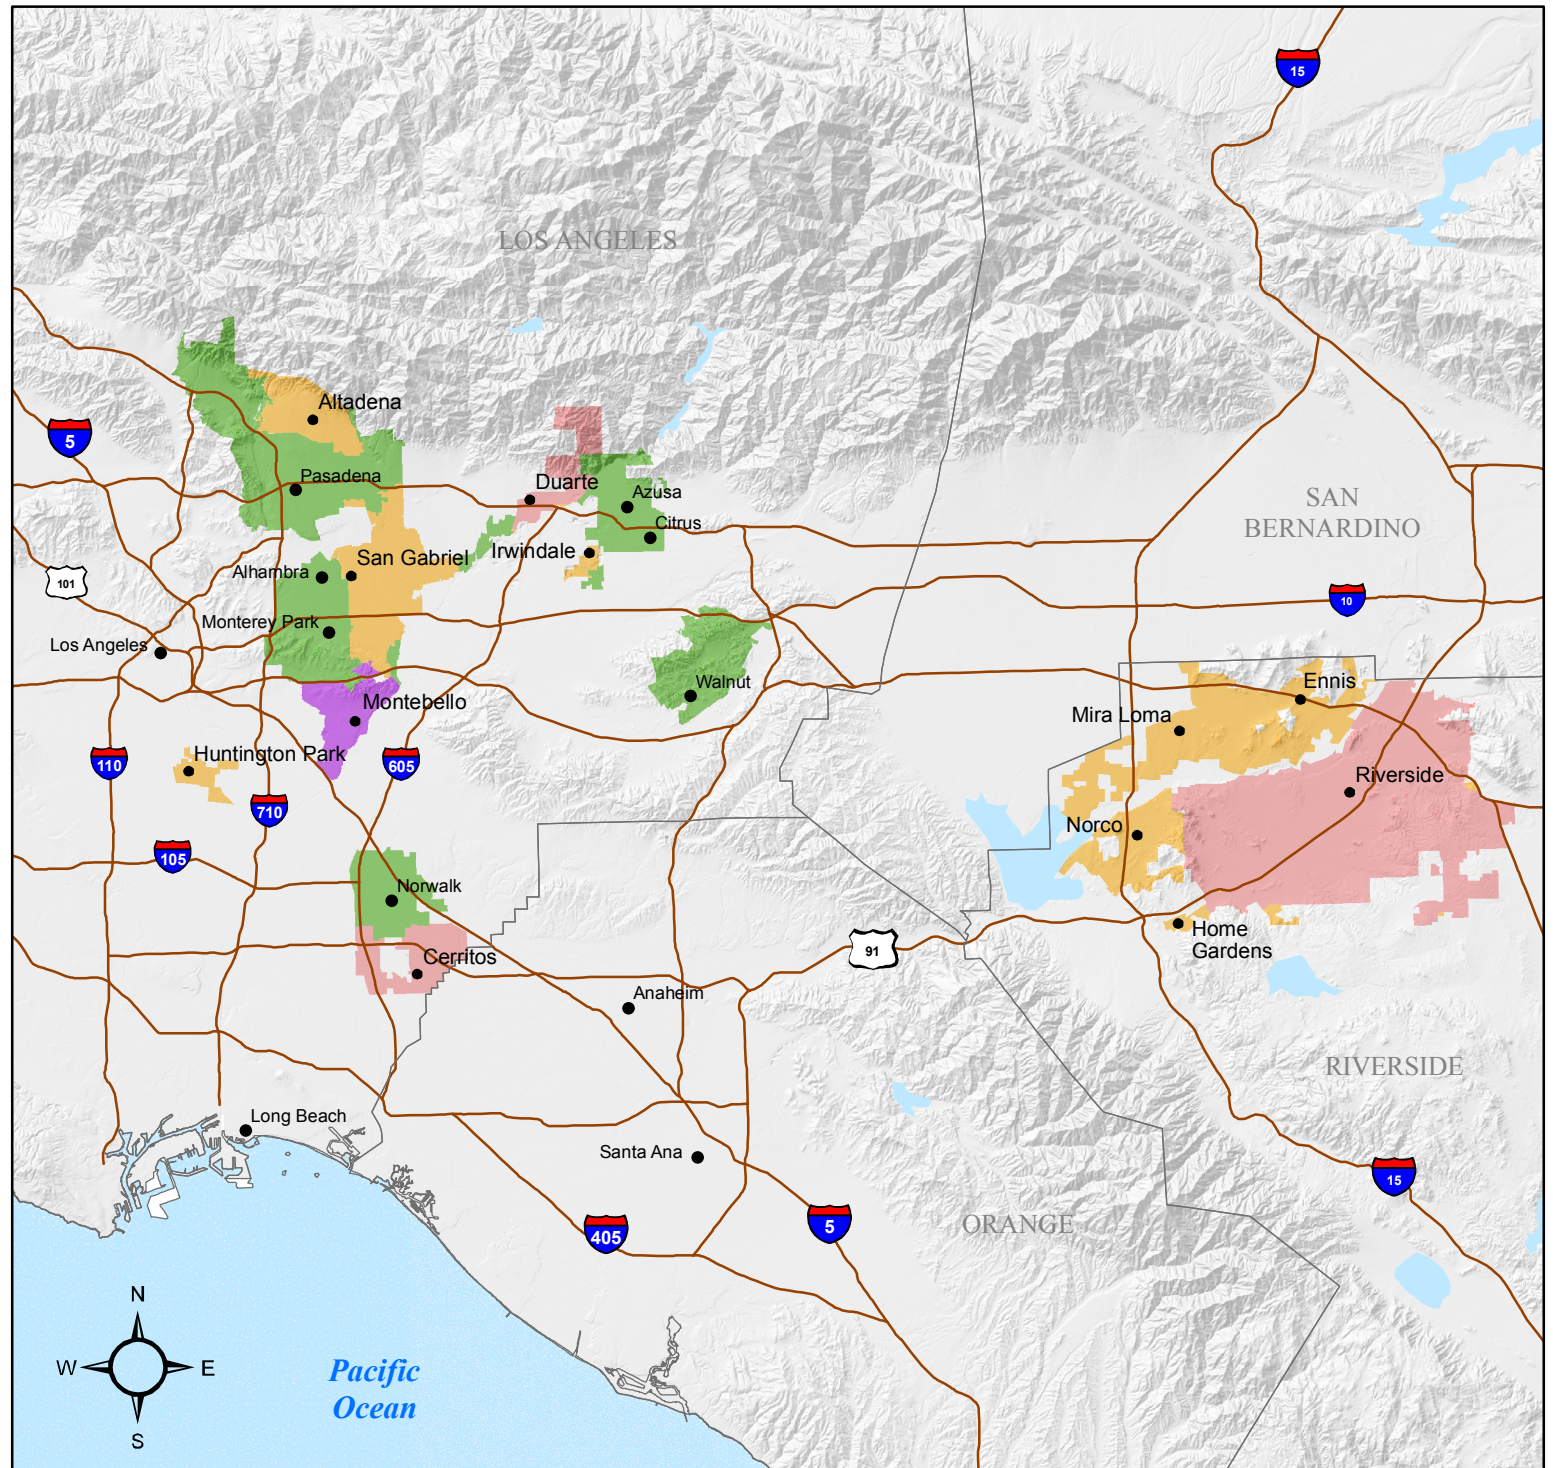 15
LOS ANGELES
Altadena
5
Pasadena
Duarte
Azusa
Citrus
SAN
BERNARDINO
Irwindale
San Gabriel
Alhambra
101
10
Monterey Park
Los Angeles
Walnut
Ennis
Montebello
Mira Loma
Huntington Park
110
605
Riverside
710
Norco
105
Norwalk
Home
Gardens
91
Cerritos
Anaheim
RIVERSIDE
Long Beach
Santa Ana
15
ORANGE
5
405
N
W
E
S
Pacific
Ocean